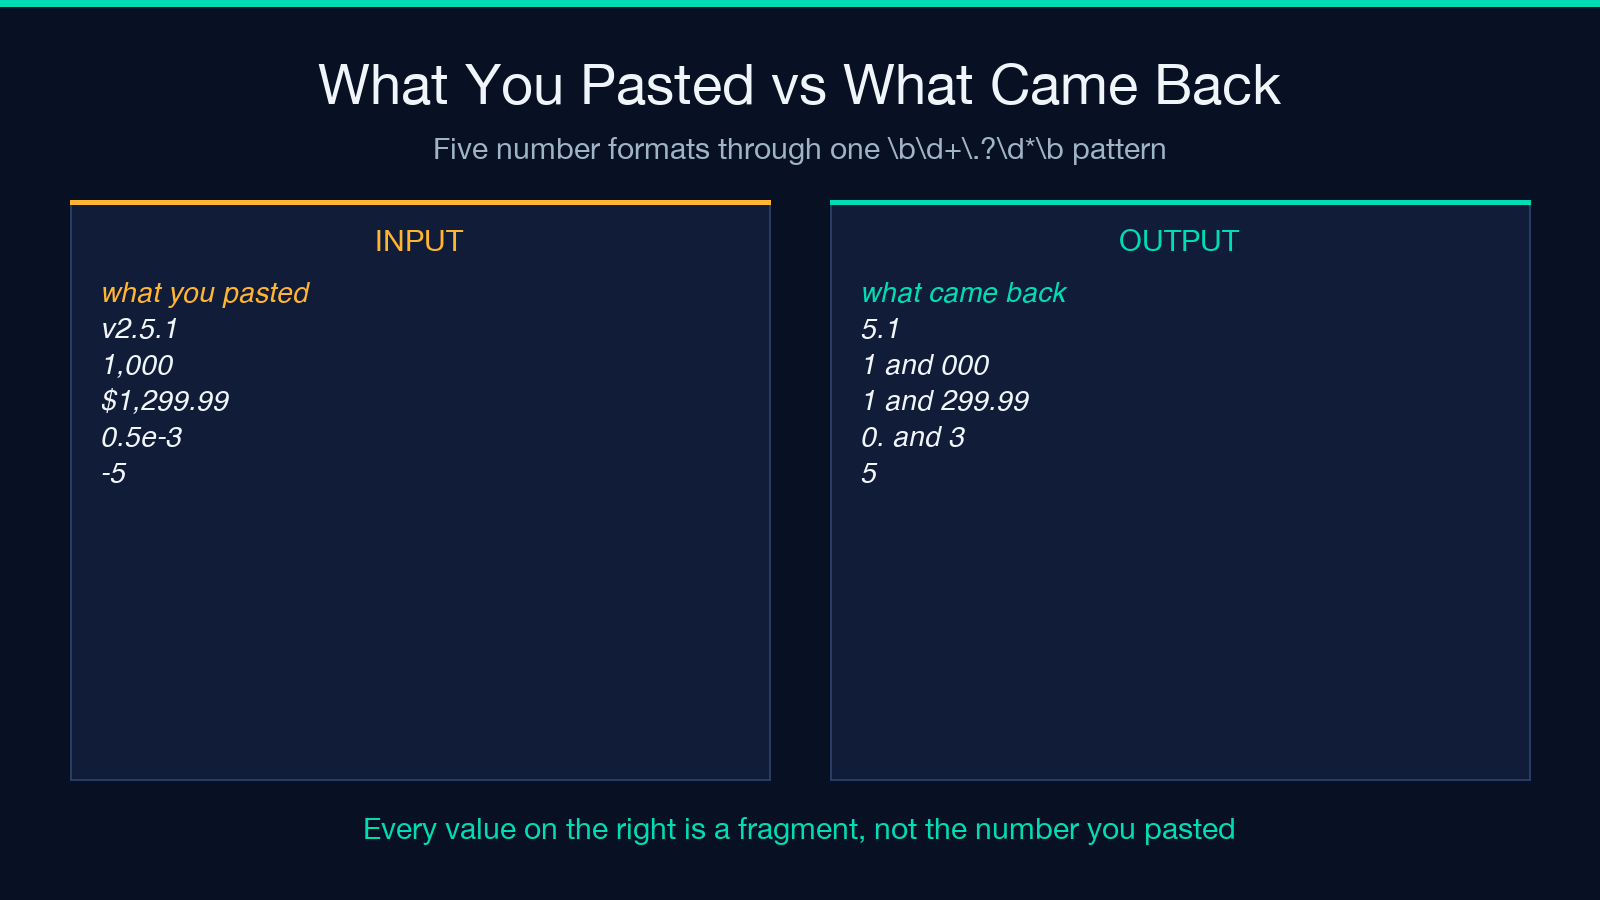 What You Pasted vs What Came Back
Five number formats through one \b\d+\.?\d*\b pattern
INPUT
what you pasted
v2.5.1
1,000
$1,299.99
0.5e-3
-5
OUTPUT
what came back
5.1
1 and 000
1 and 299.99
0. and 3
5
Every value on the right is a fragment, not the number you pasted